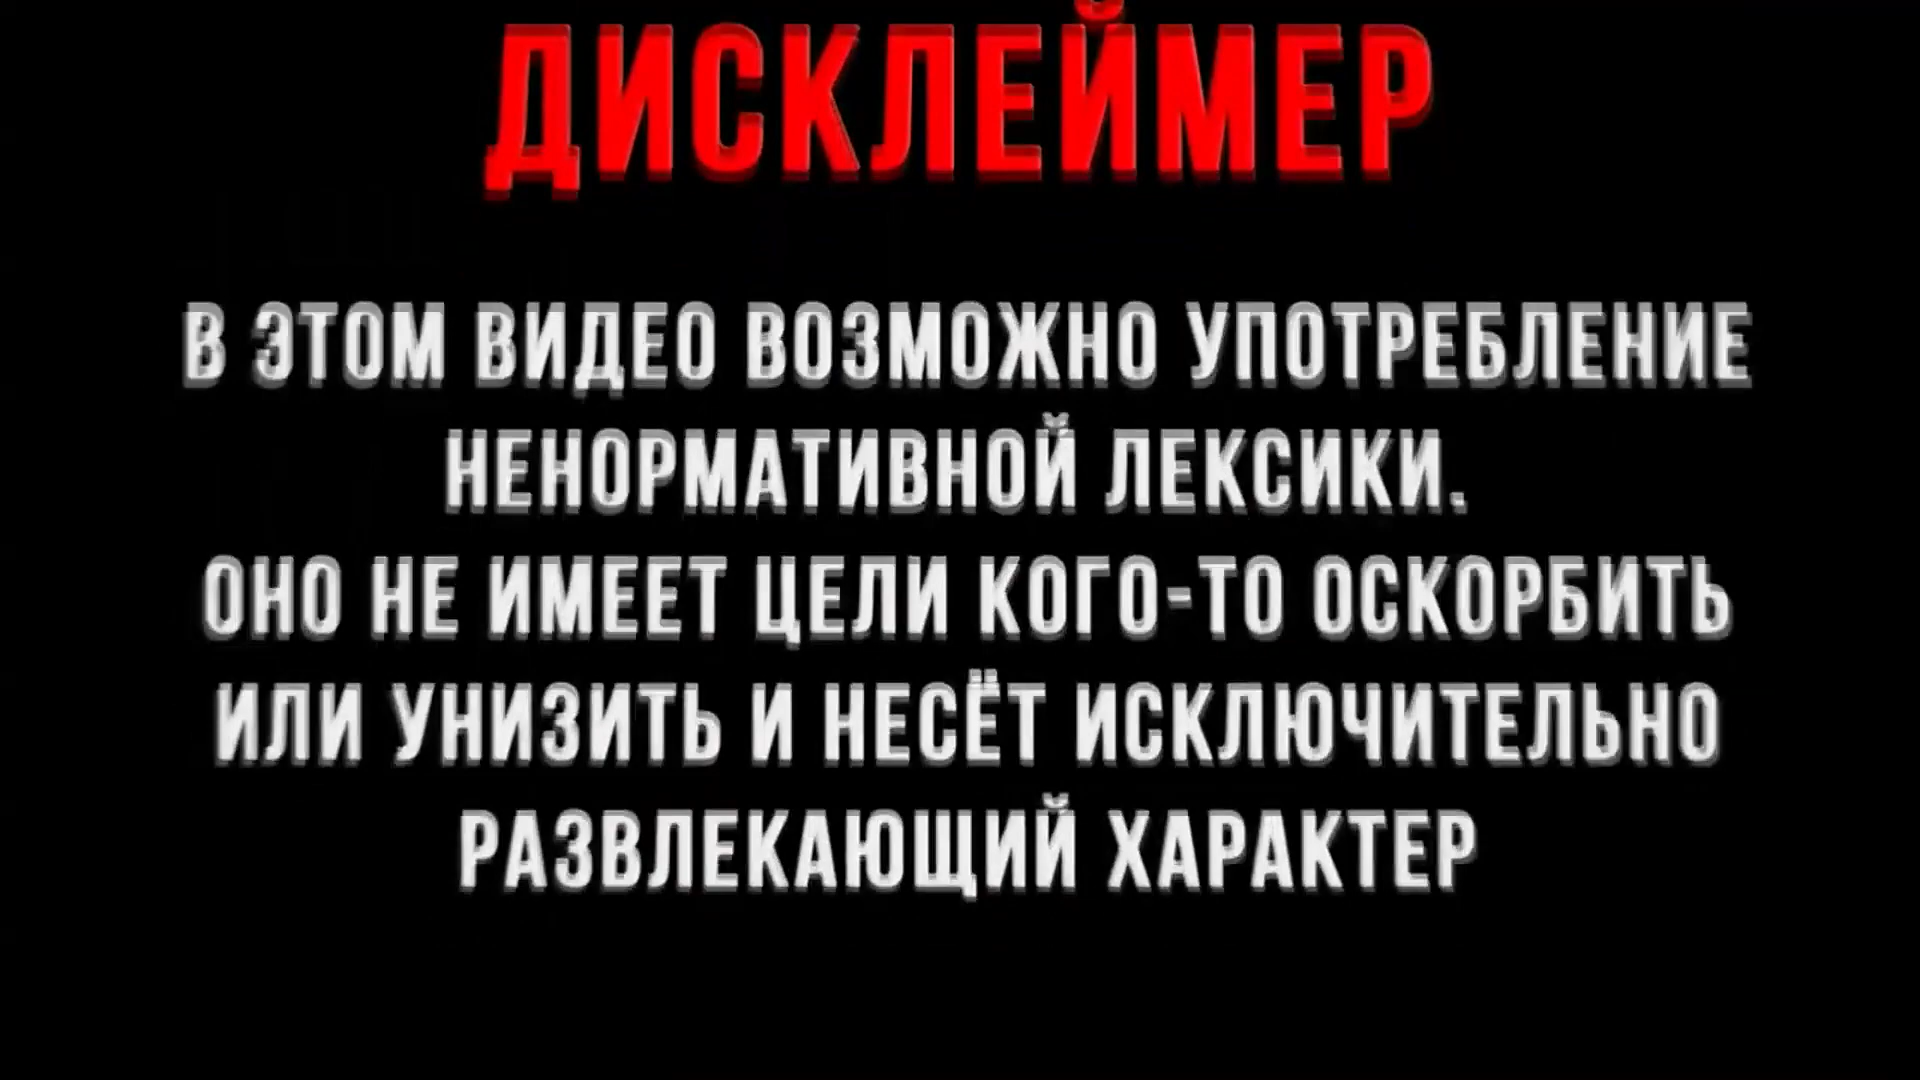 ДИСКЛЕЙМЕР
В ЭТОМ ВИДЕО ВОЗМОЖНО УПОТРЕБЛЕНИЕ
НЕНОРМАТИВНОЙ ЛЕКСИКИ.
ОНО НЕ ИМЕЕТ ЦЕЛИ КОГО-ТО ОСКОРБИТЬ
ИЛИ УНИЗИТЬ И НЕСЁТ ИСКЛЮЧИТЕЛЬНО
РАЗВЛЕКАЮЩИЙ ХАРАКТЕР